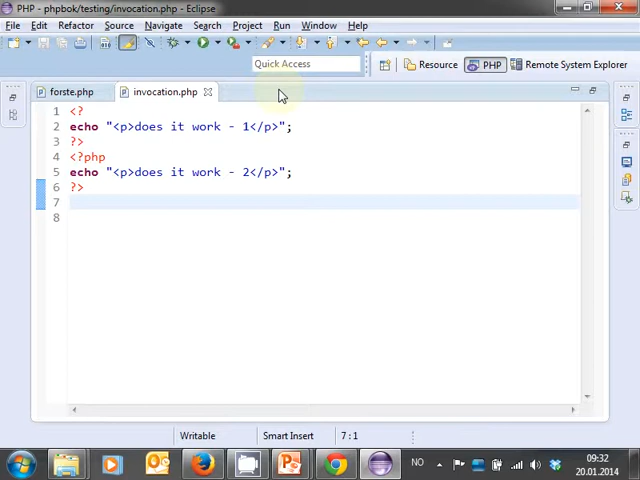 PHP - phpbok/testing/invocation.php - Eclipse
File Edit Refactor Source Navigate Search Project Run Window Help
Quick Access
Resource PHP Remote System Explorer
forste.php invocation.php
1 <?
2 echo "<p>does it work - 1</p>";
3 ?>
4 <?php
5 echo "<p>does it work - 2</p>";
6 ?>
7
8
Writable Smart Insert 7 : 1
NO 09:32
20.01.2014